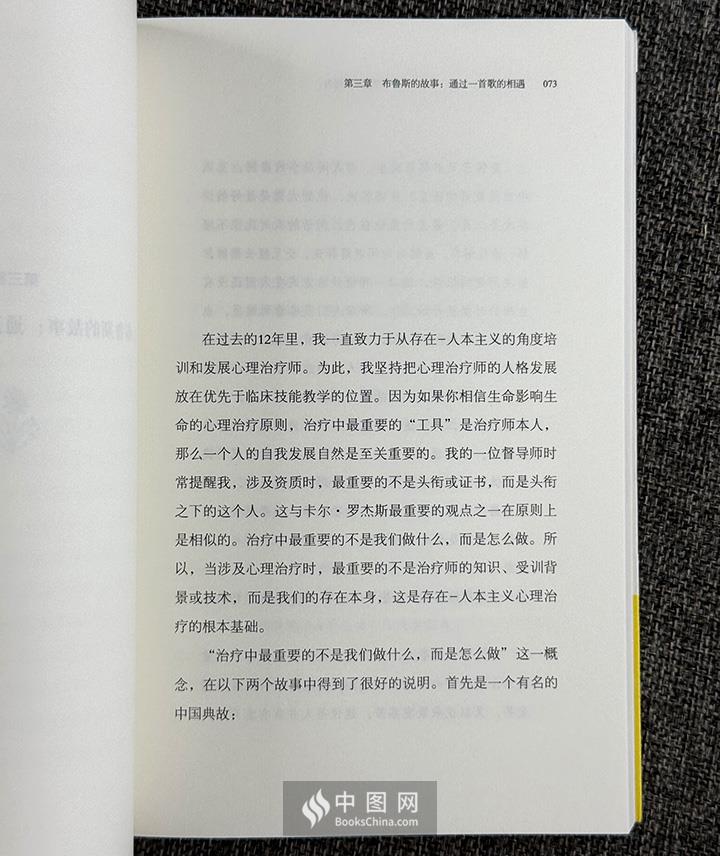 第三章 布鲁斯的故事：通过一首歌的相遇 073
在过去的12年里，我一直致力于从存在-人本主义的角度培
训和发展心理治疗师。为此，我坚持把心理治疗师的人格发展
放在优先于临床技能教学的位置。因为如果你相信生命影响生
命的心理治疗原则，治疗中最重要的“工具”是治疗师本人，
那么一个人的自我发展自然是至关重要的。我的一位督导师时
常提醒我，涉及资质时，最重要的不是头衔或证书，而是头衔
之下的这个人。这与卡尔·罗杰斯最重要的观点之一在原则上
是相似的。治疗中最重要的不是我们做什么，而是怎么做。所
以，当涉及心理治疗时，最重要的不是治疗师的知识、受训背
景或技术，而是我们的存在本身，这是存在-人本主义心理治
疗的根本基础。
“治疗中最重要的不是我们做什么，而是怎么做”这一概
念，在以下两个故事中得到了很好的说明。首先是一个有名的
中国典故：
中图网
BooksChina.com